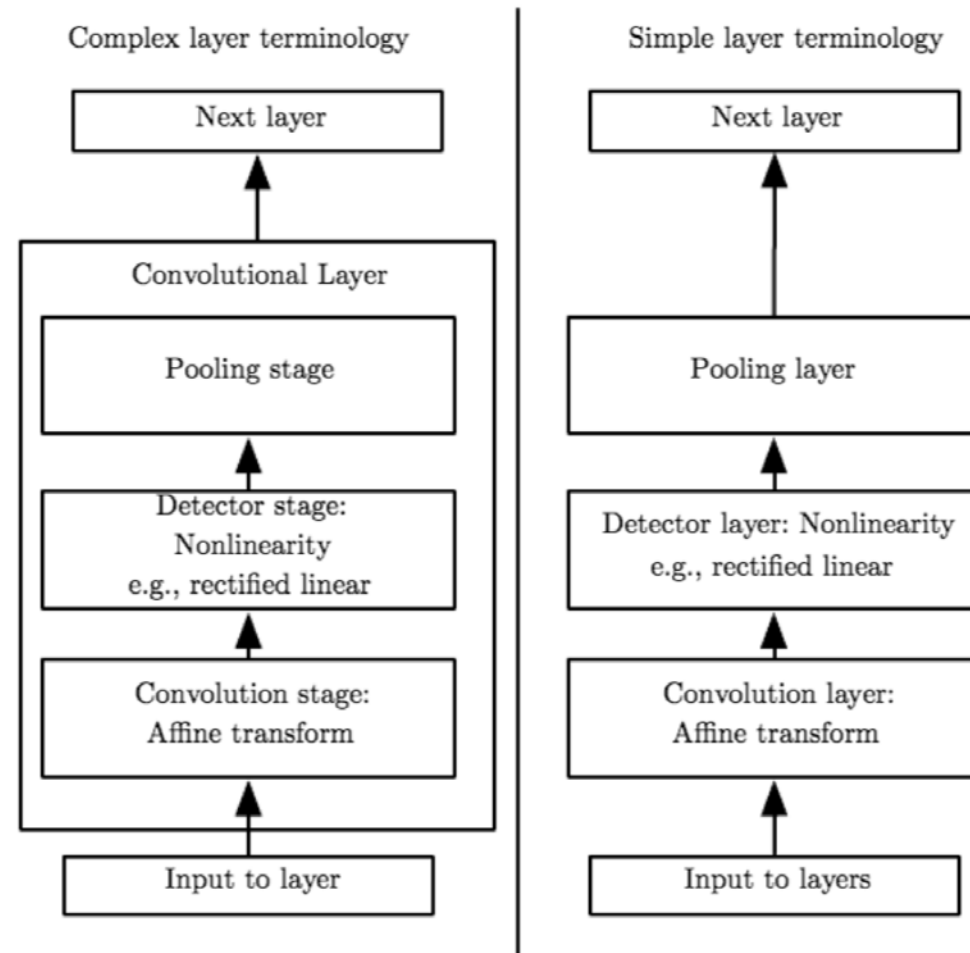 Complex layer terminology
Next layer
Convolutional Layer
Pooling stage
Detector stage:
Nonlinearity
e.g., rectified linear
Convolution stage:
Affine transform
Input to layer
Simple layer terminology
Next layer
Pooling layer
Detector layer: Nonlinearity
e.g., rectified linear
Convolution layer:
Affine transform
Input to layers